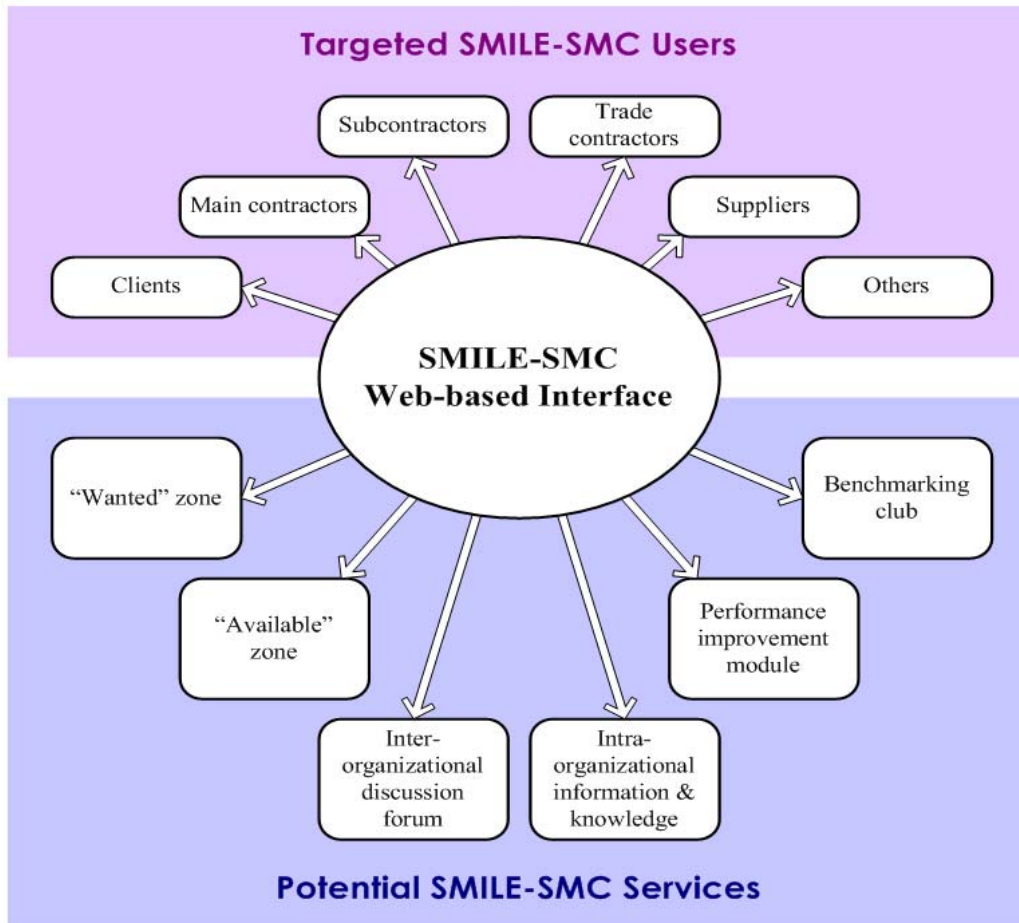 Targeted SMILE-SMC Users
Subcontractors
Trade
contractors
Main contractors
Suppliers
Clients
Others
SMILE-SMC
Web-based Interface
“Wanted” zone
Benchmarking
club
“Available”
zone
Performance
improvement
module
Inter-
organizational
discussion
forum
Intra-
organizational
information &
knowledge
Potential SMILE-SMC Services